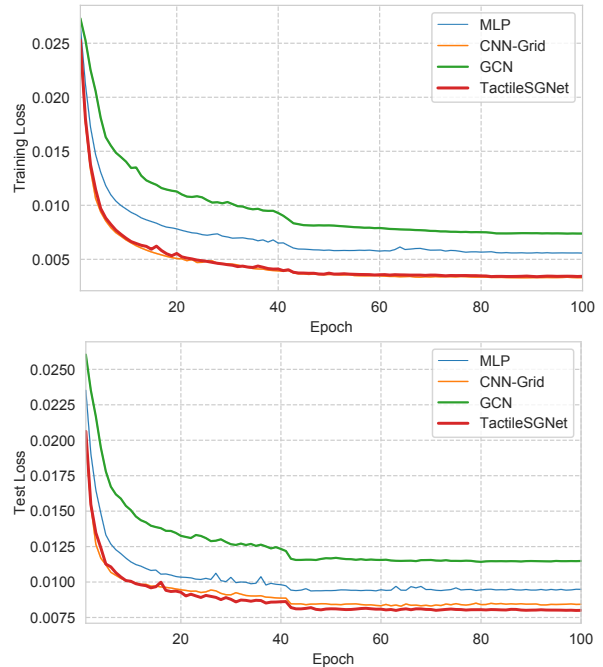 0.025
0.020
0.015
0.010
0.005
Training Loss
MLP
CNN-Grid
GCN
TactileSGNet
20
40
60
80
100
Epoch
0.0250
0.0225
0.0200
0.0175
0.0150
0.0125
0.0100
0.0075
Test Loss
MLP
CNN-Grid
GCN
TactileSGNet
20
40
60
80
100
Epoch